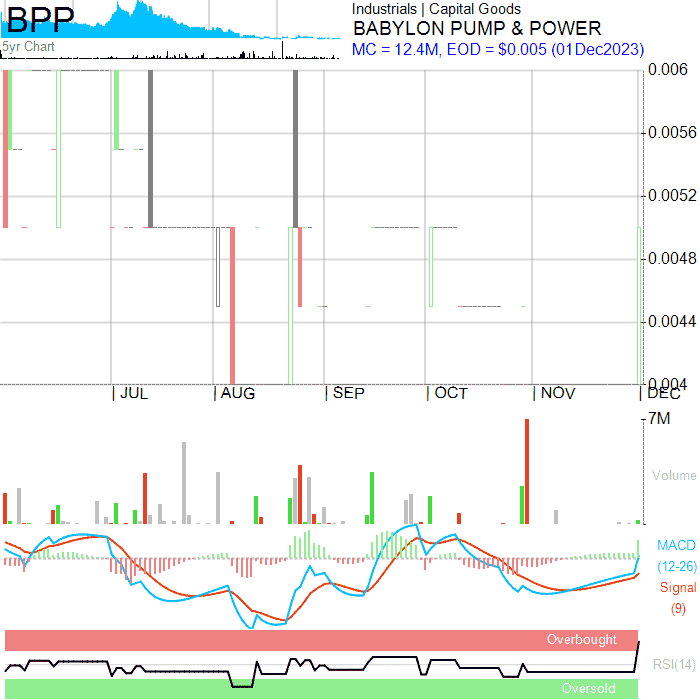 BPP
Industrials | Capital Goods
BABYLON PUMP & POWER
5yr Chart
MC = 12.4M, EOD = $0.005 (01Dec2023)
0.006
0.0056
0.0052
0.0048
0.0044
0.004
| JUL
| AUG
| SEP
| OCT
| NOV
| DEC
7M
Volume
MACD
(12-26)
Signal
(9)
Overbought
RSI(14)
Oversold